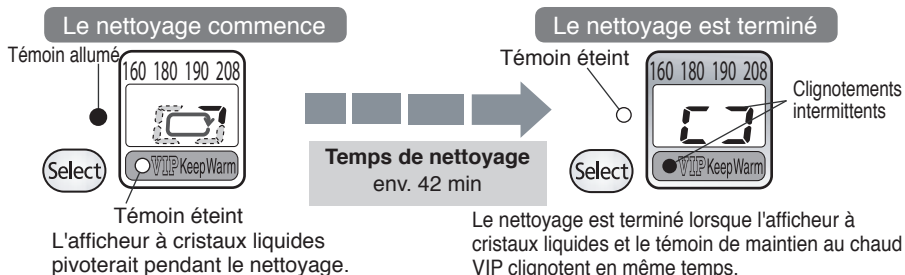 Le nettoyage commence
Témoin allumé
160 180 190 208
Select
VIP KeepWarm
Témoin éteint
L'afficheur à cristaux liquides
pivoterait pendant le nettoyage.
Temps de nettoyage
env. 42 min
Le nettoyage est terminé
Témoin éteint
160 180 190 208
Clignotements
intermittents
Select
VIP KeepWarm
Le nettoyage est terminé lorsque l'afficheur à
cristaux liquides et le témoin de maintien au chaud
VIP clignotent en même temps.